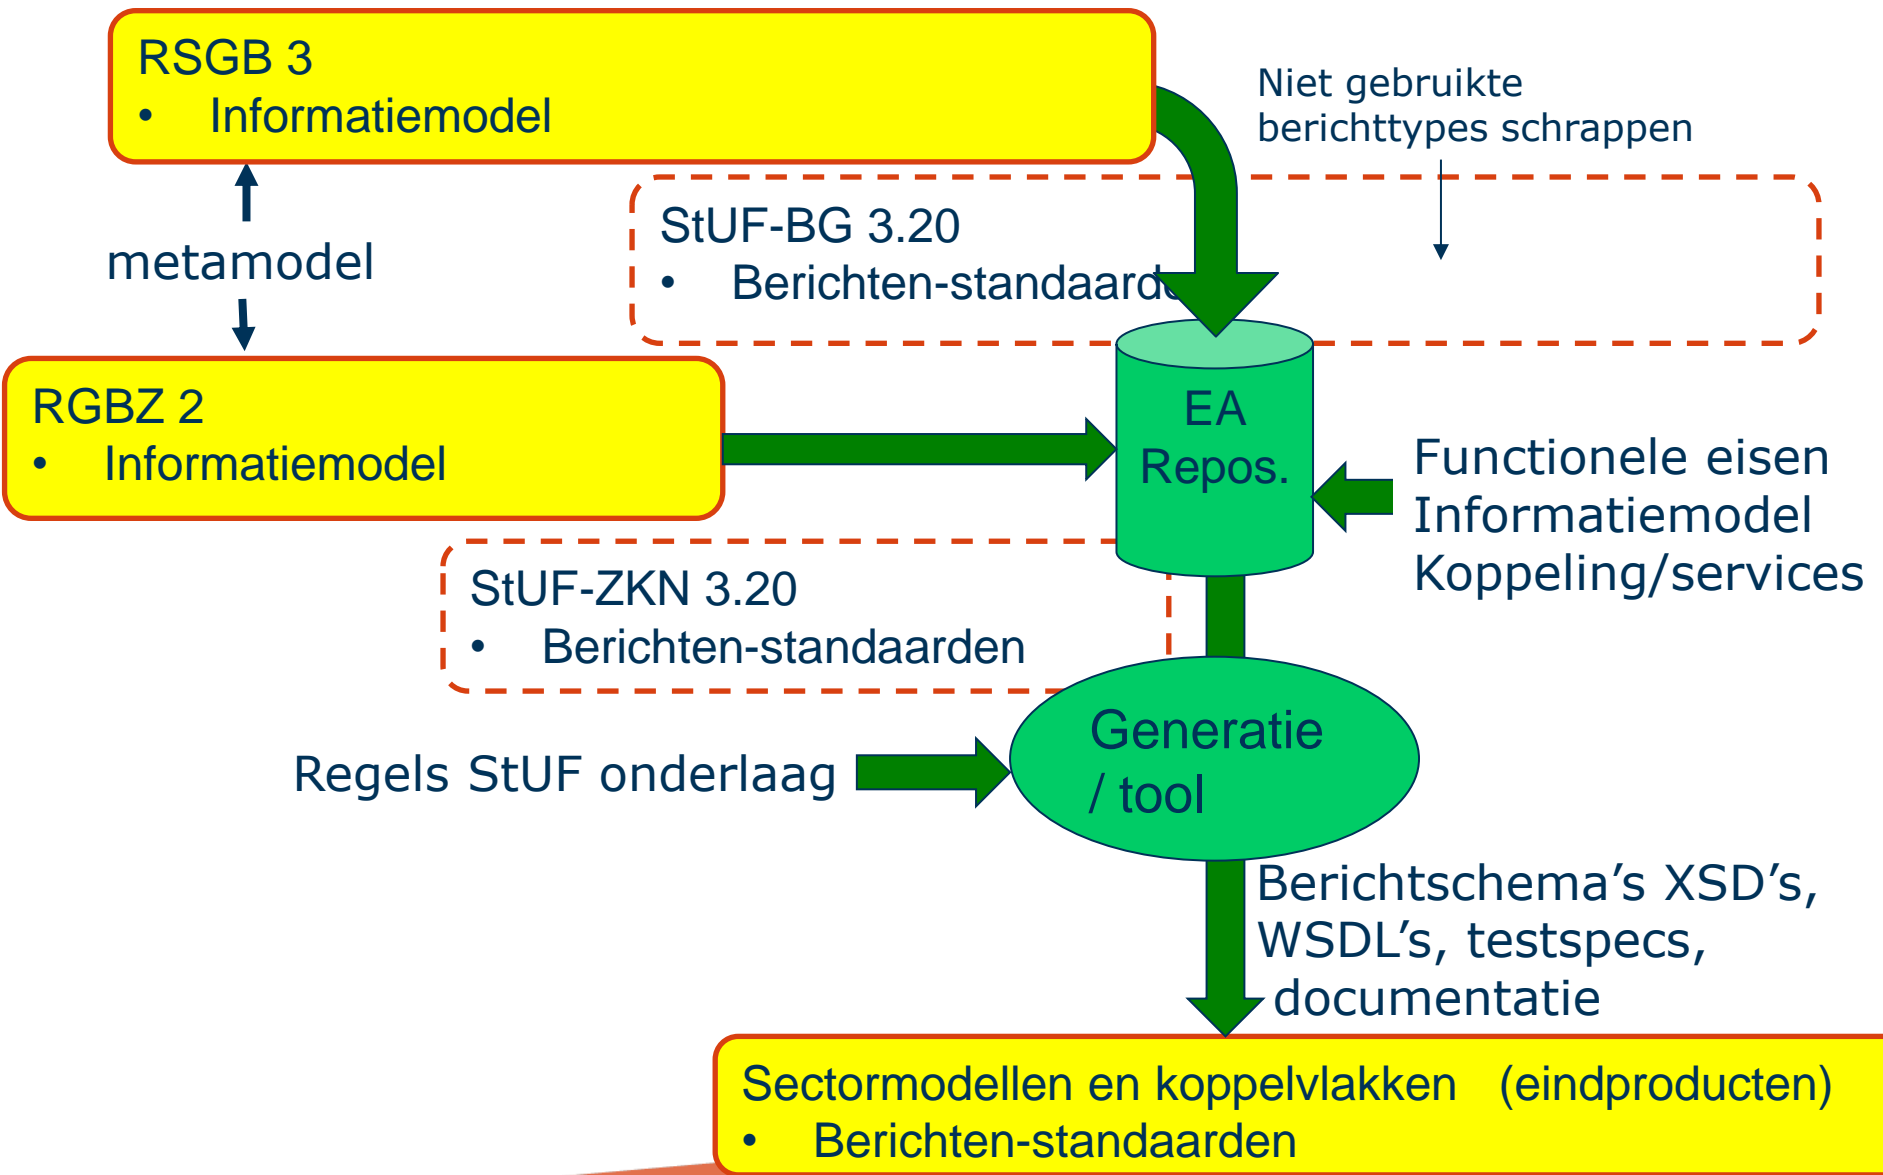 RSGB 3
• Informatiemodel
Niet gebruikte
berichttypes schrappen
StUF-BG 3.20
• Berichten-standaarde
metamodel
RGBZ 2
• Informatiemodel
EA
Repos.
Functionele eisen
Informatiemodel
Koppeling/services
StUF-ZKN 3.20
• Berichten-standaarden
Generatie
/ tool
Regels StUF onderlaag
Berichtschema’s XSD’s,
WSDL’s, testspecs,
documentatie
Sectormodellen en koppelvlakken (eindproducten)
• Berichten-standaarden